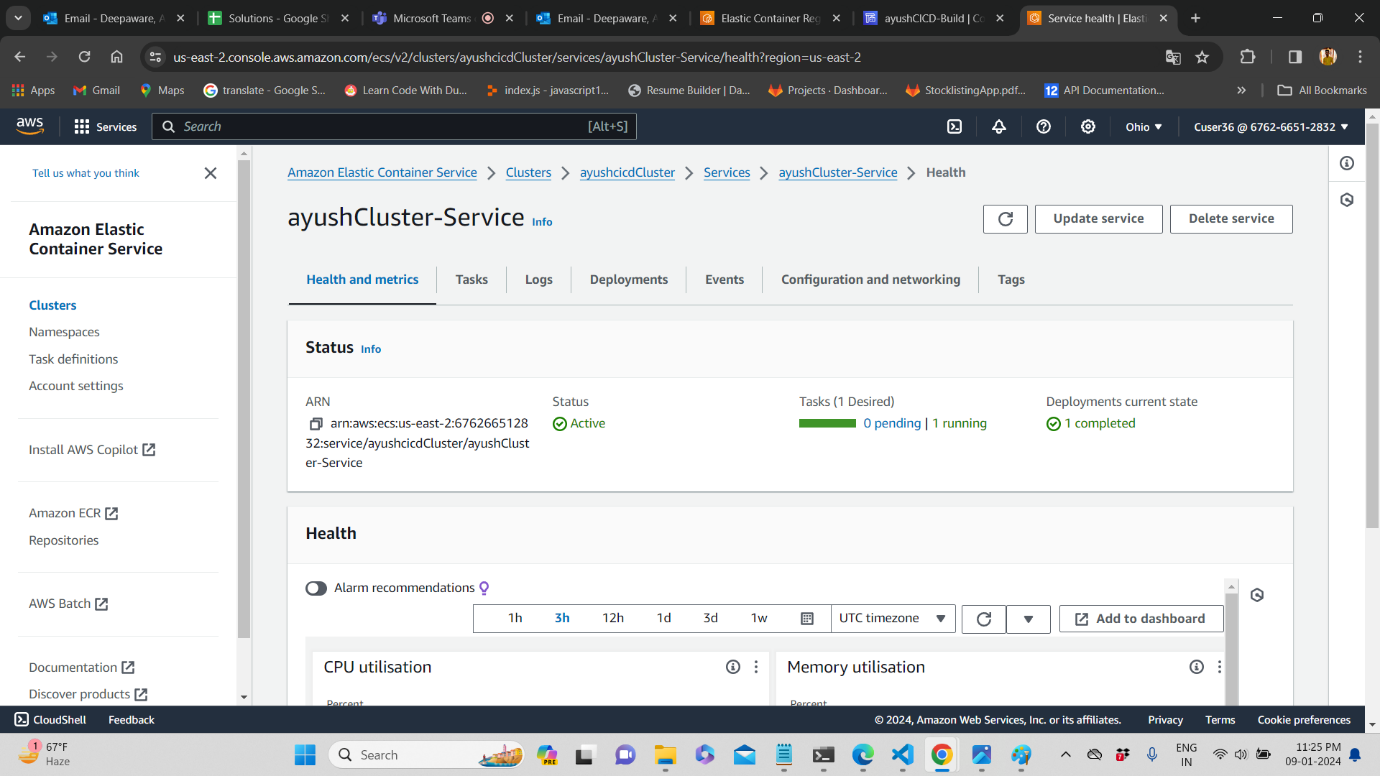 Email - Deepaware, A
Solutions - Google S
Microsoft Teams
Email - Deepaware, A
Elastic Container Reg
ayushCICD-Build | Co
Service health | Elasti
us-east-2.console.aws.amazon.com/ecs/v2/clusters/ayushcicdCluster/services/ayushCluster-Service/health?region=us-east-2
Apps
Gmail
Maps
translate - Google S...
Learn Code With Du...
index.js - javascript1...
Resume Builder | Da...
Projects · Dashboar...
StocklistingApp.pdf...
12 API Documentation...
All Bookmarks
aws
Services
Search [Alt+S]
Ohio
Cuser36 @ 6762-6651-2832
Tell us what you think
Amazon Elastic
Container Service
Clusters
Namespaces
Task definitions
Account settings
Install AWS Copilot
Amazon ECR
Repositories
AWS Batch
Documentation
Discover products
Amazon Elastic Container Service
Clusters
ayushcicdCluster
Services
ayushCluster-Service
Health
ayushCluster-Service Info
Update service
Delete service
Health and metrics
Tasks
Logs
Deployments
Events
Configuration and networking
Tags
Status Info
ARN
arn:aws:ecs:us-east-2:6762665128
32:service/ayushcicdCluster/ayushClust
er-Service
Status
Active
Tasks (1 Desired)
0 pending | 1 running
Deployments current state
1 completed
Health
Alarm recommendations
1h 3h 12h 1d 3d 1w
UTC timezone
Add to dashboard
CPU utilisation
Percent
Memory utilisation
Percent
CloudShell
Feedback
© 2024, Amazon Web Services, Inc. or its affiliates.
Privacy
Terms
Cookie preferences
1
67°F
Haze
Search
PRE
ENG
IN
11:25 PM
09-01-2024